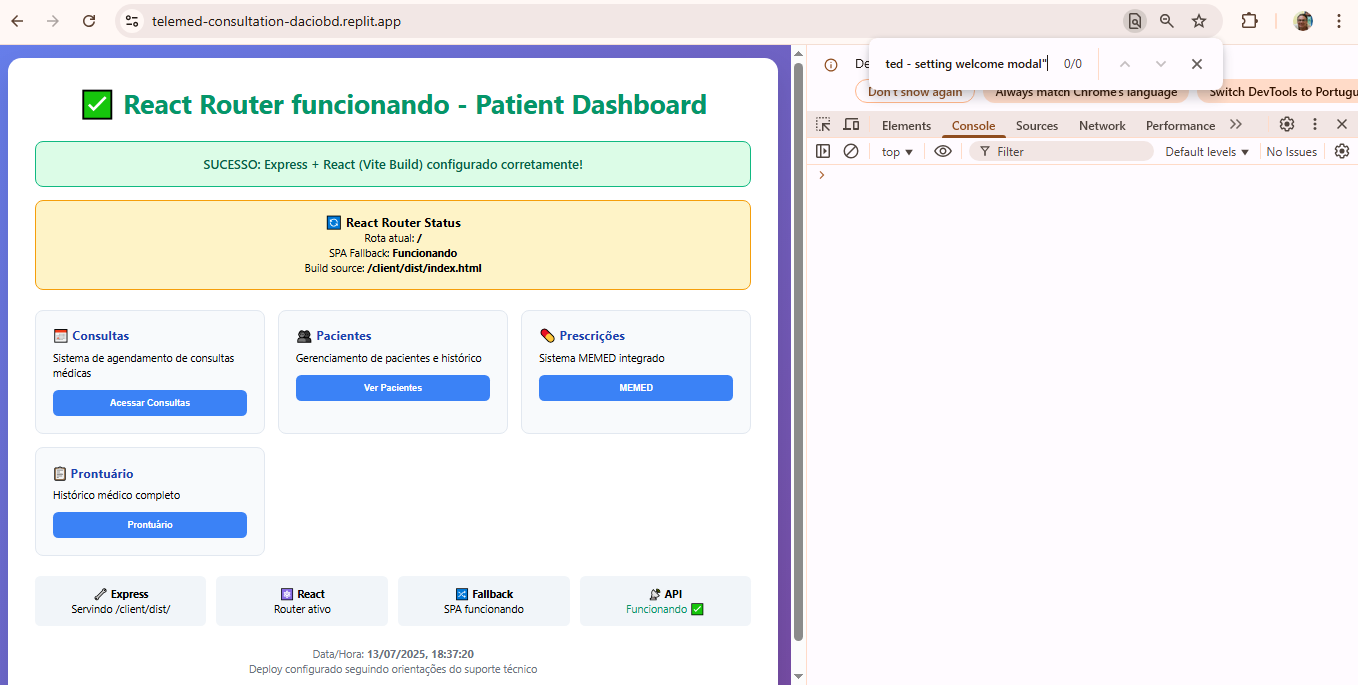 telemed-consultation-daciobd.replit.app
ted - setting welcome modal"
0/0
Don't show again
Always match Chrome's language
Switch DevTools to Portugu
Elements
Console
Sources
Network
Performance
top
Filter
Default levels
No Issues
React Router funcionando - Patient Dashboard
SUCESSO: Express + React (Vite Build) configurado corretamente!
React Router Status
Rota atual: /
SPA Fallback: Funcionando
Build source: /client/dist/index.html
Consultas
Sistema de agendamento de consultas
médicas
Acessar Consultas
Pacientes
Gerenciamento de pacientes e histórico
Ver Pacientes
Prescrições
Sistema MEMED integrado
MEMED
Prontuário
Histórico médico completo
Prontuário
Express
Servindo /client/dist/
React
Router ativo
Fallback
SPA funcionando
API
Funcionando
Data/Hora: 13/07/2025, 18:37:20
Deploy configurado seguindo orientações do suporte técnico